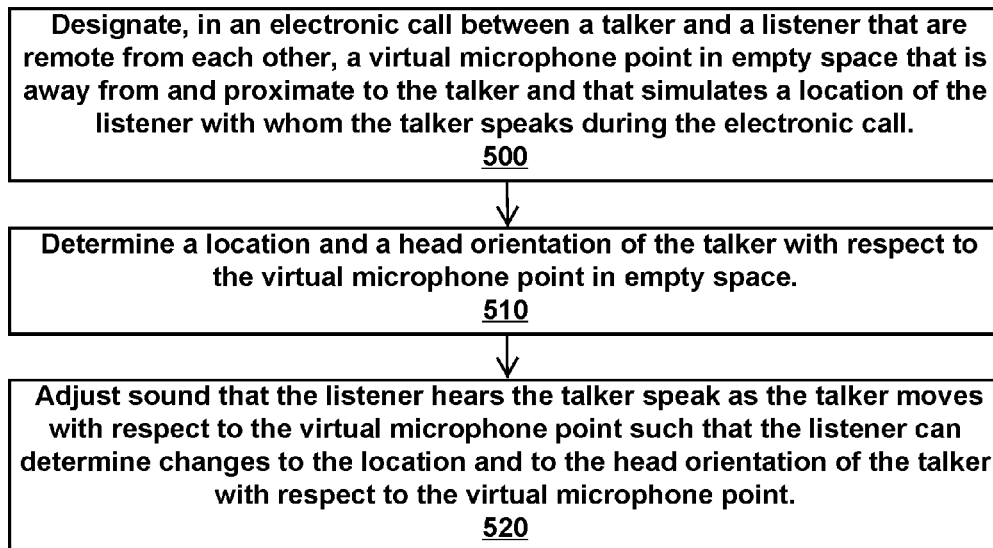 Designate, in an electronic call between a talker and a listener that are
remote from each other, a virtual microphone point in empty space that is
away from and proximate to the talker and that simulates a location of the
listener with whom the talker speaks during the electronic call.
500
Determine a location and a head orientation of the talker with respect to
the virtual microphone point in empty space.
510
Adjust sound that the listener hears the talker speak as the talker moves
with respect to the virtual microphone point such that the listener can
determine changes to the location and to the head orientation of the talker
with respect to the virtual microphone point.
520